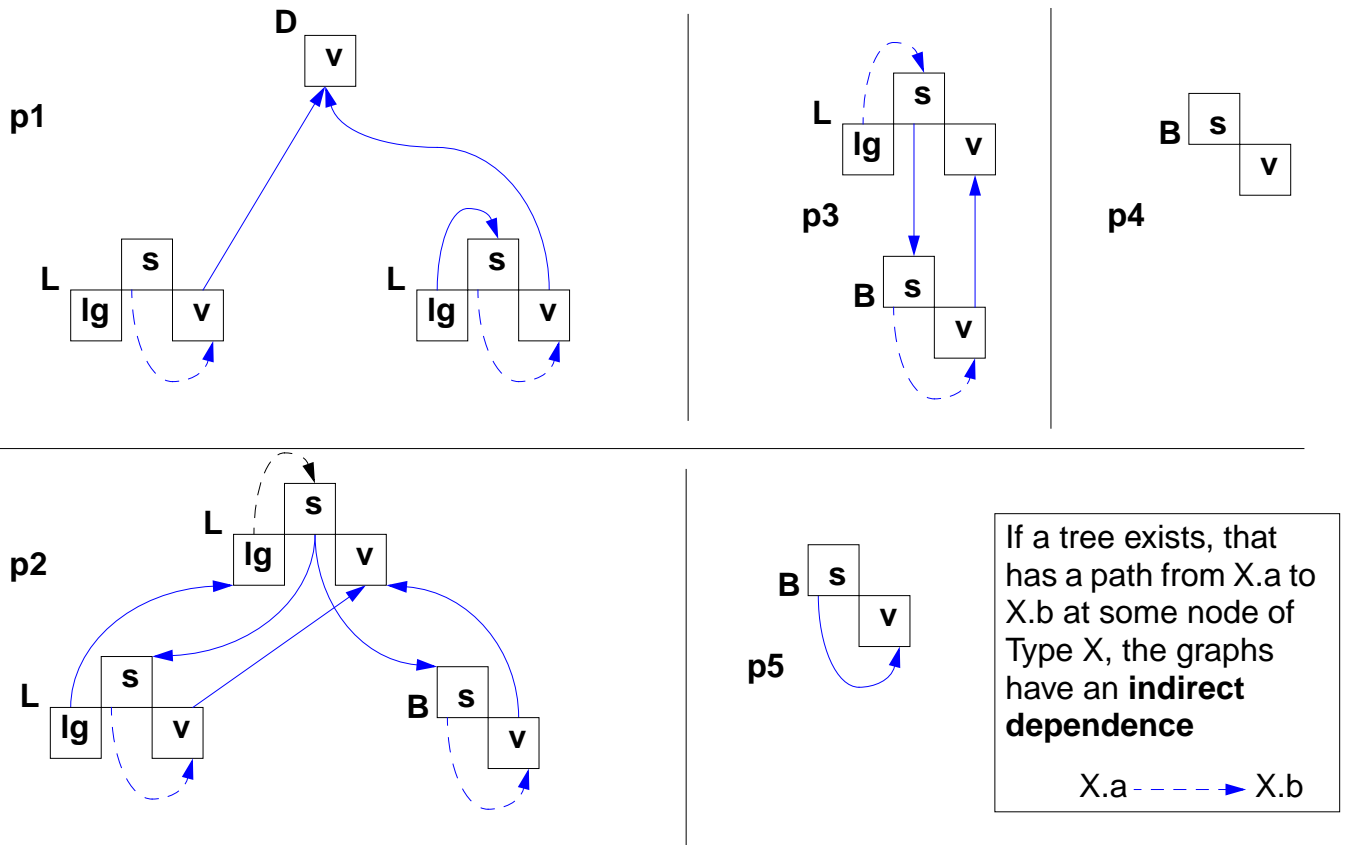 D
v
p1
L
s
lg
v
L
s
lg
v
L
s
lg
v
p3
B
s
v
B
s
v
p4
p2
L
s
lg
v
L
s
lg
v
B
s
v
B
s
v
p5
If a tree exists, that
has a path from X.a to
X.b at some node of
Type X, the graphs
have an indirect
dependence
X.a X.b